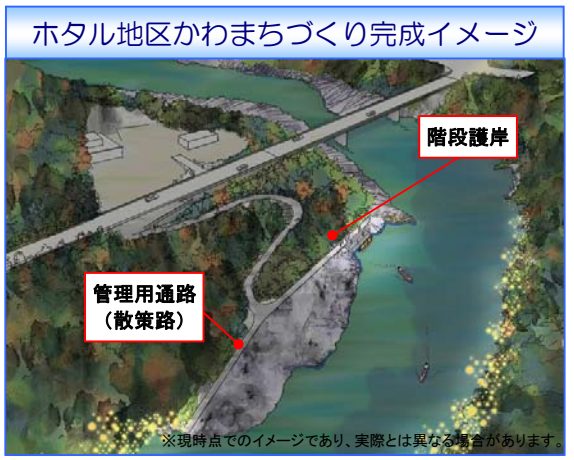 ホタル地区かわまちづくり完成イメージ
階段護岸
管理用通路
（散策路）
※現時点でのイメージであり、実際とは異なる場合があります。